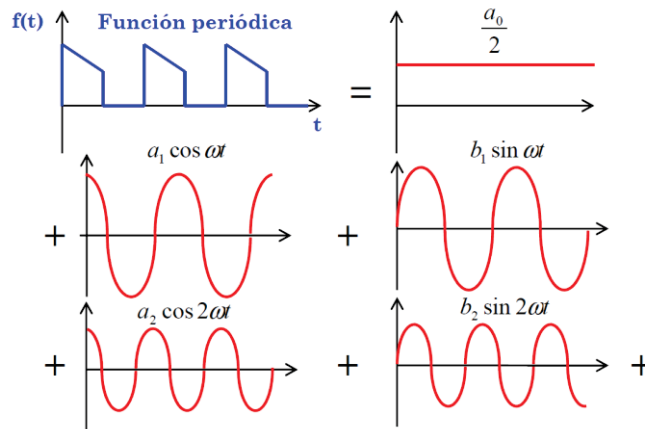 f(t) Función periódica
t
=
a₀
2
+ a₁ cos ωt
+ b₁ sin ωt
+ a₂ cos 2ωt
+ b₂ sin 2ωt +